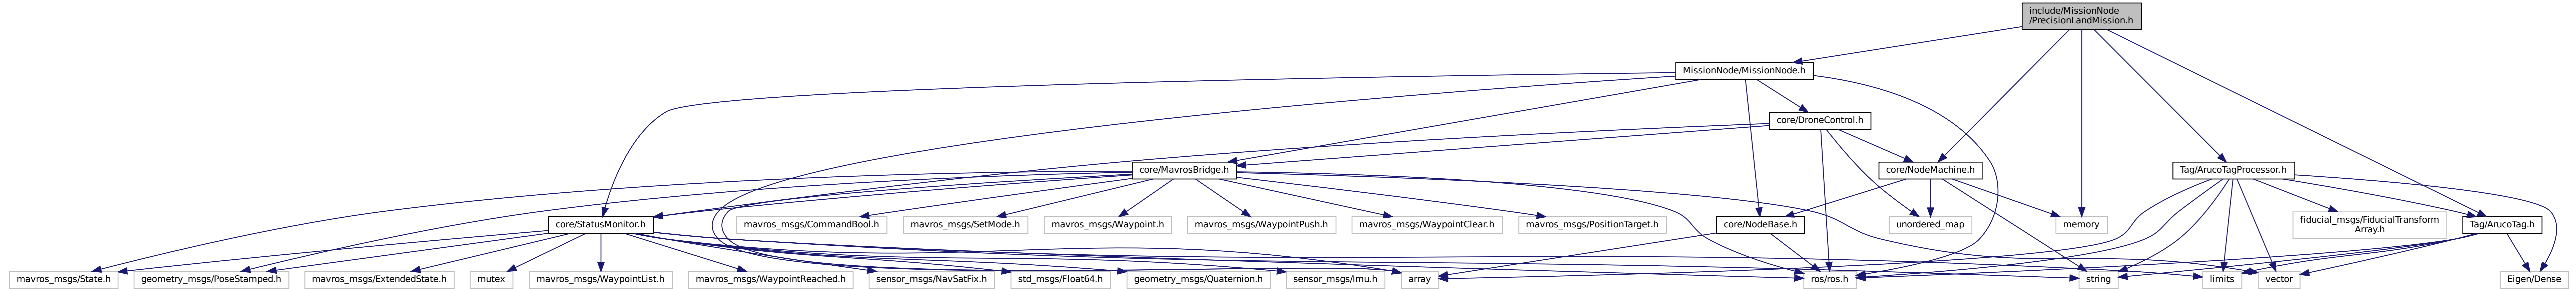 include/MissionNode
/PrecisionLandMission.h
MissionNode/MissionNode.h
core/DroneControl.h
core/MavrosBridge.h
core/NodeMachine.h
Tag/ArucoTagProcessor.h
core/StatusMonitor.h
mavros_msgs/CommandBool.h
mavros_msgs/SetMode.h
mavros_msgs/Waypoint.h
mavros_msgs/WaypointPush.h
mavros_msgs/WaypointClear.h
mavros_msgs/PositionTarget.h
core/NodeBase.h
unordered_map
memory
fiducial_msgs/FiducialTransform
Array.h
Tag/ArucoTag.h
mavros_msgs/State.h
geometry_msgs/PoseStamped.h
mavros_msgs/ExtendedState.h
mutex
mavros_msgs/WaypointList.h
mavros_msgs/WaypointReached.h
sensor_msgs/NavSatFix.h
std_msgs/Float64.h
geometry_msgs/Quaternion.h
sensor_msgs/Imu.h
array
ros/ros.h
string
limits
vector
Eigen/Dense